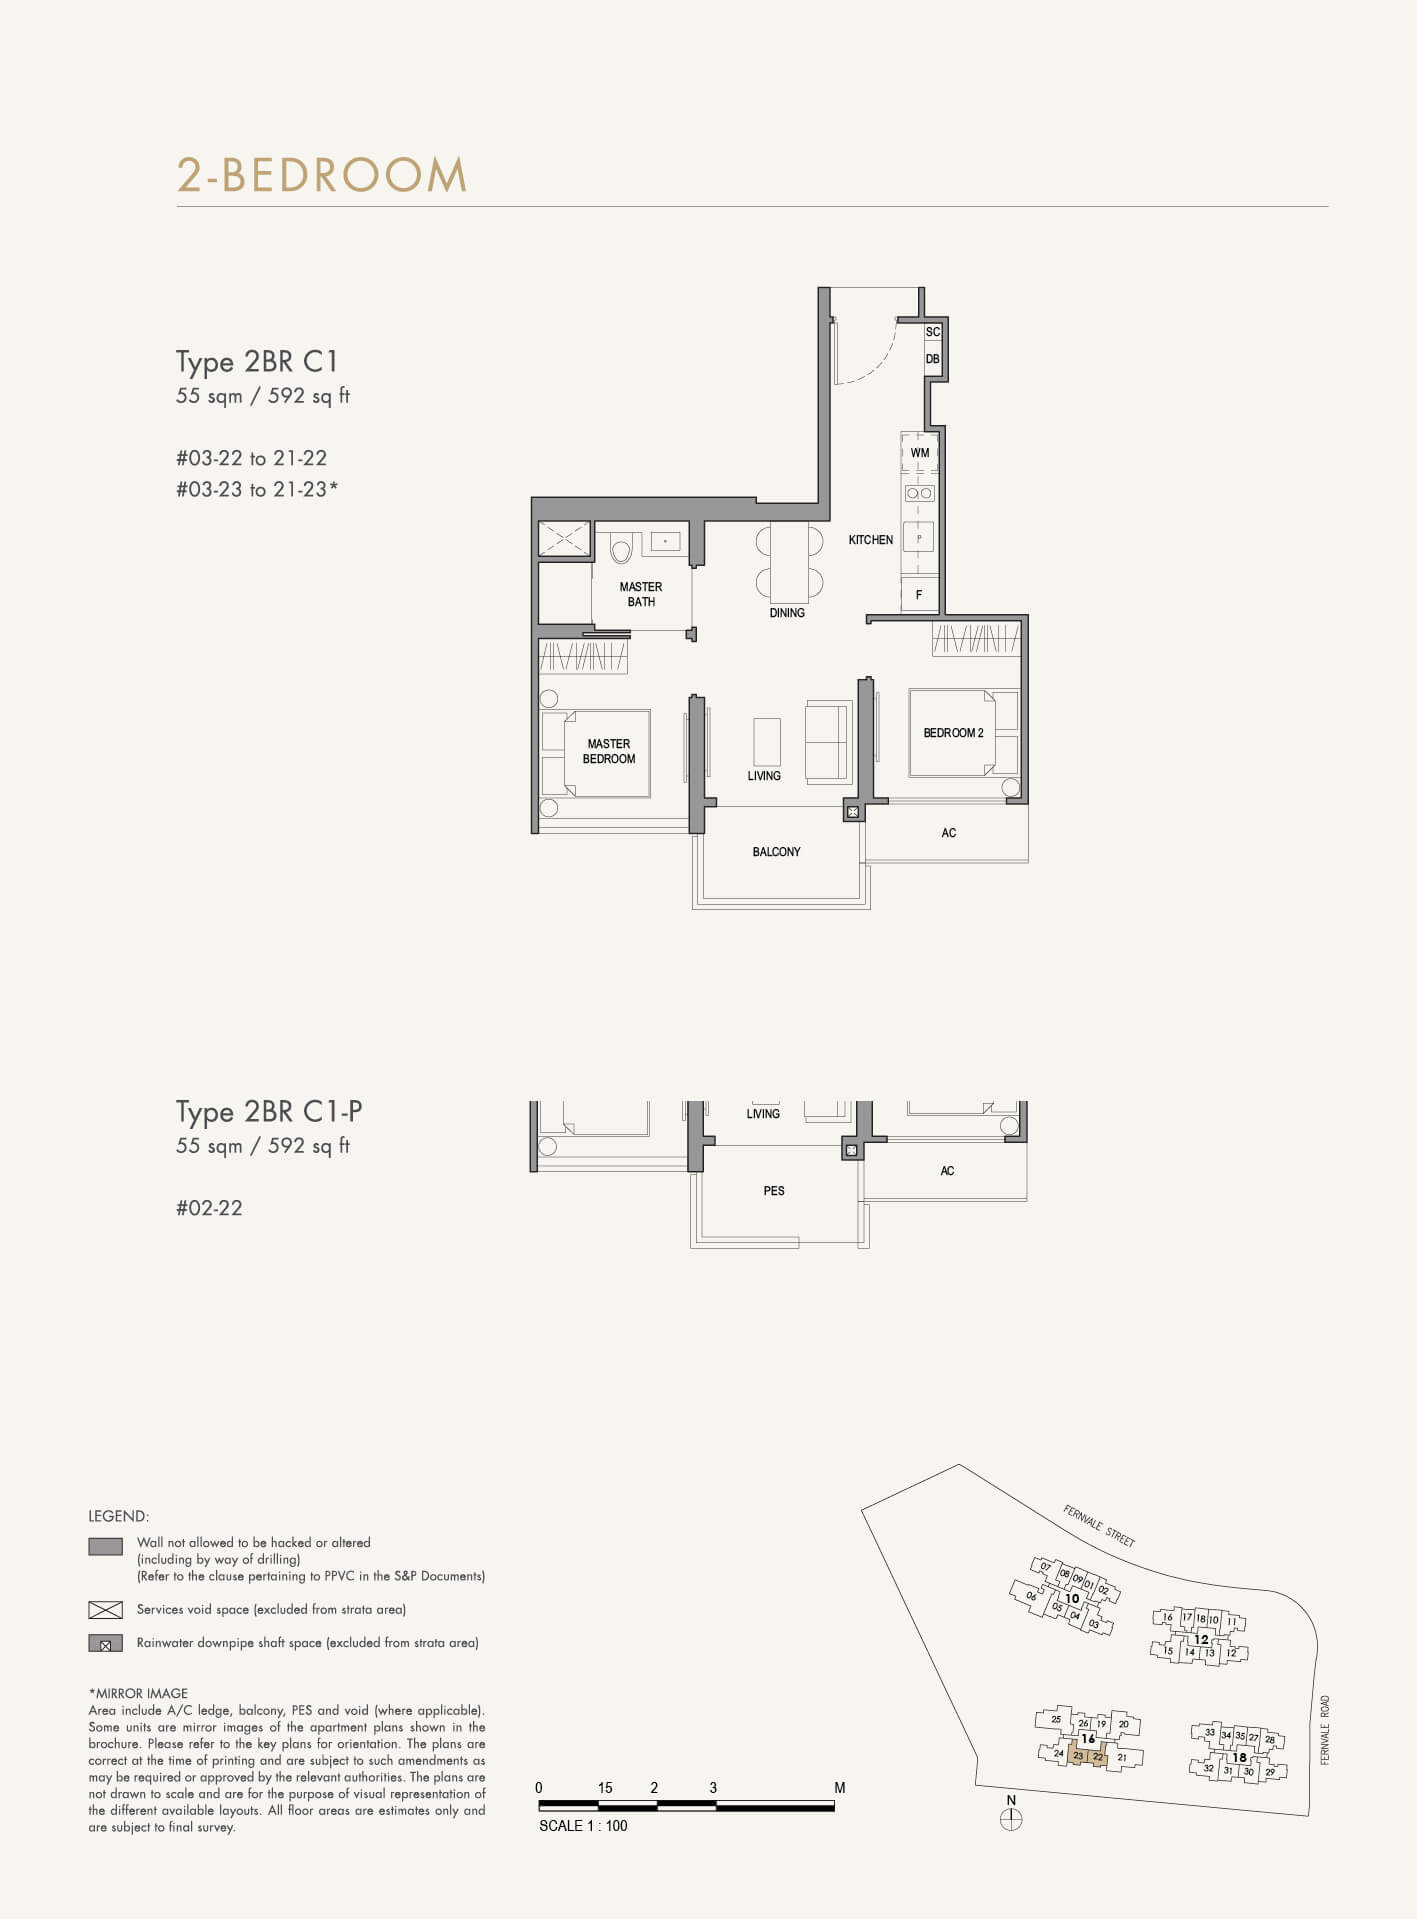 2-BEDROOM
Type 2BR C1
55 sqm / 592 sq ft
#03-22 to 21-22
#03-23 to 21-23*
SC
DB
WM
KITCHEN
F
MASTER
BATH
DINING
MASTER
BEDROOM
LIVING
BEDROOM 2
BALCONY
AC
Type 2BR C1-P
55 sqm / 592 sq ft
#02-22
LIVING
PES
AC
LEGEND:
Wall not allowed to be hacked or altered
(including by way of drilling)
(Refer to the clause pertaining to PPVC in the S&P Documents)
Services void space (excluded from strata area)
Rainwater downpipe shaft space (excluded from strata area)
*MIRROR IMAGE
Area include A/C ledge, balcony, PES and void (where applicable).
Some units are mirror images of the apartment plans shown in the
brochure. Please refer to the key plans for orientation. The plans are
correct at the time of printing and are subject to such amendments as
may be required or approved by the relevant authorities. The plans are
not drawn to scale and are for the purpose of visual representation of
the different available layouts. All floor areas are estimates only and
are subject to final survey.
0 15 2 3 M
SCALE 1 : 100
FERNVALE STREET
FERNVALE ROAD
07 08 09 01 02
10
06 05 04 03
16 17 18 10 11
12
15 14 13 12
25 26 19 20
16
24 23 22 21
33 34 35 27 28
18
32 31 30 29
N